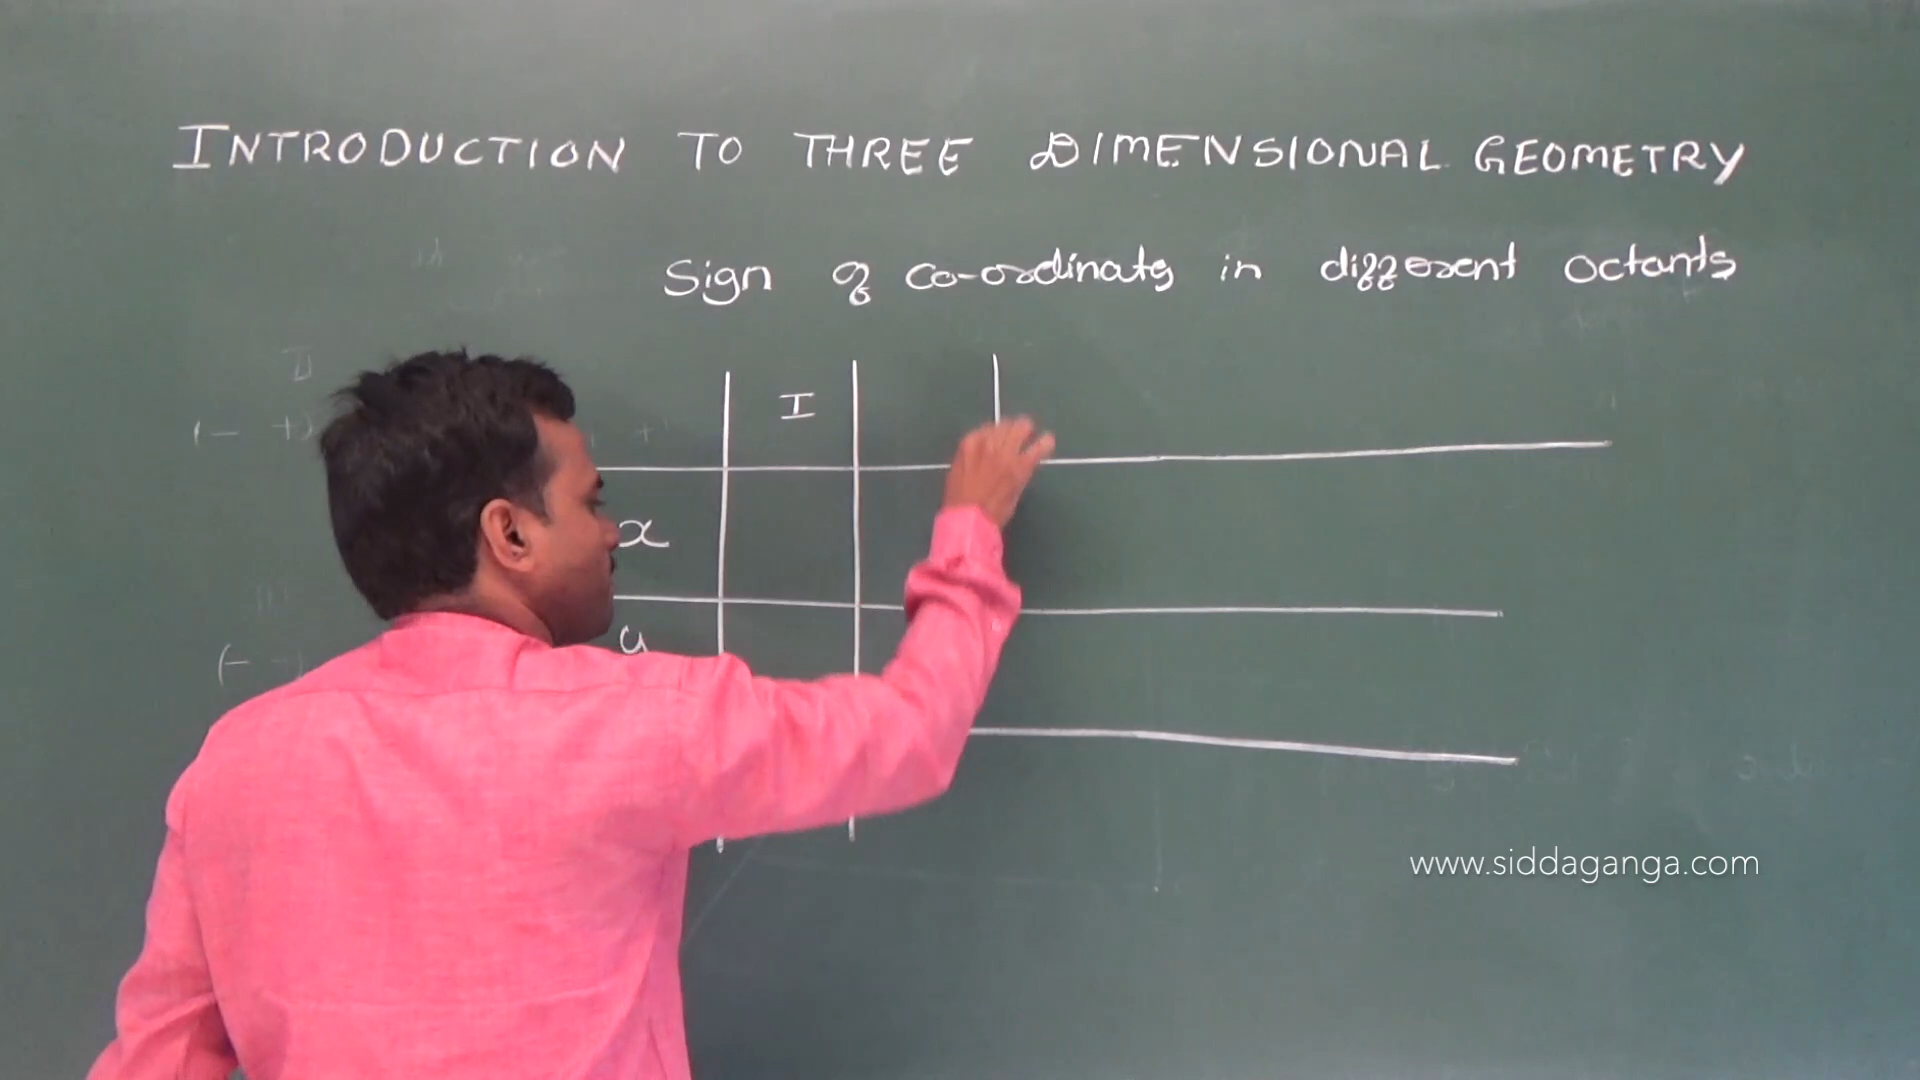 INTRODUCTION TO THREE DIMENSIONAL GEOMETRY
Sign of co-ordinates in different octants
I
x
y
(- +)
www.siddaganga.com